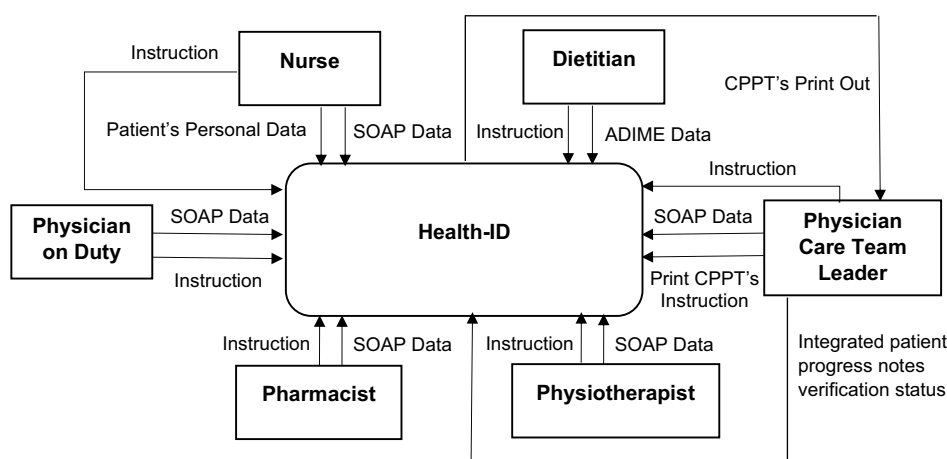 Instruction
Nurse
Dietitian
CPPT's Print Out
Patient's Personal Data
SOAP Data
Instruction
ADIME Data
Instruction
Physician
on Duty
SOAP Data
Instruction
Health-ID
SOAP Data
Print CPPT's
Instruction
Physician
Care Team
Leader
Instruction
SOAP Data
Instruction
SOAP Data
Pharmacist
Physiotherapist
Integrated patient
progress notes
verification status